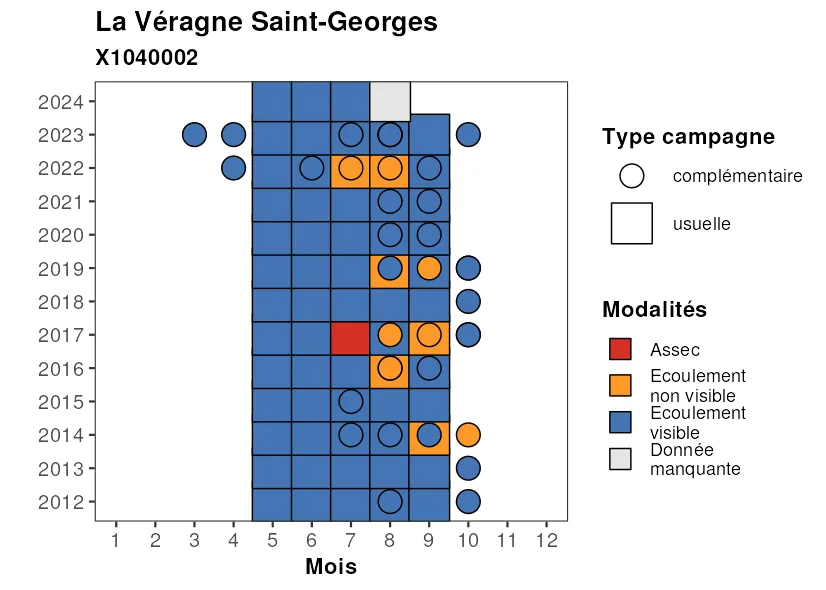 La Véragne Saint-Georges
X1040002
2024
2023
2022
2021
2020
2019
2018
2017
2016
2015
2014
2013
2012
1 2 3 4 5 6 7 8 9 10 11 12
Mois
Type campagne
complémentaire
usuelle
Modalités
Assec
Ecoulement
non visible
Ecoulement
visible
Donnée
manquante